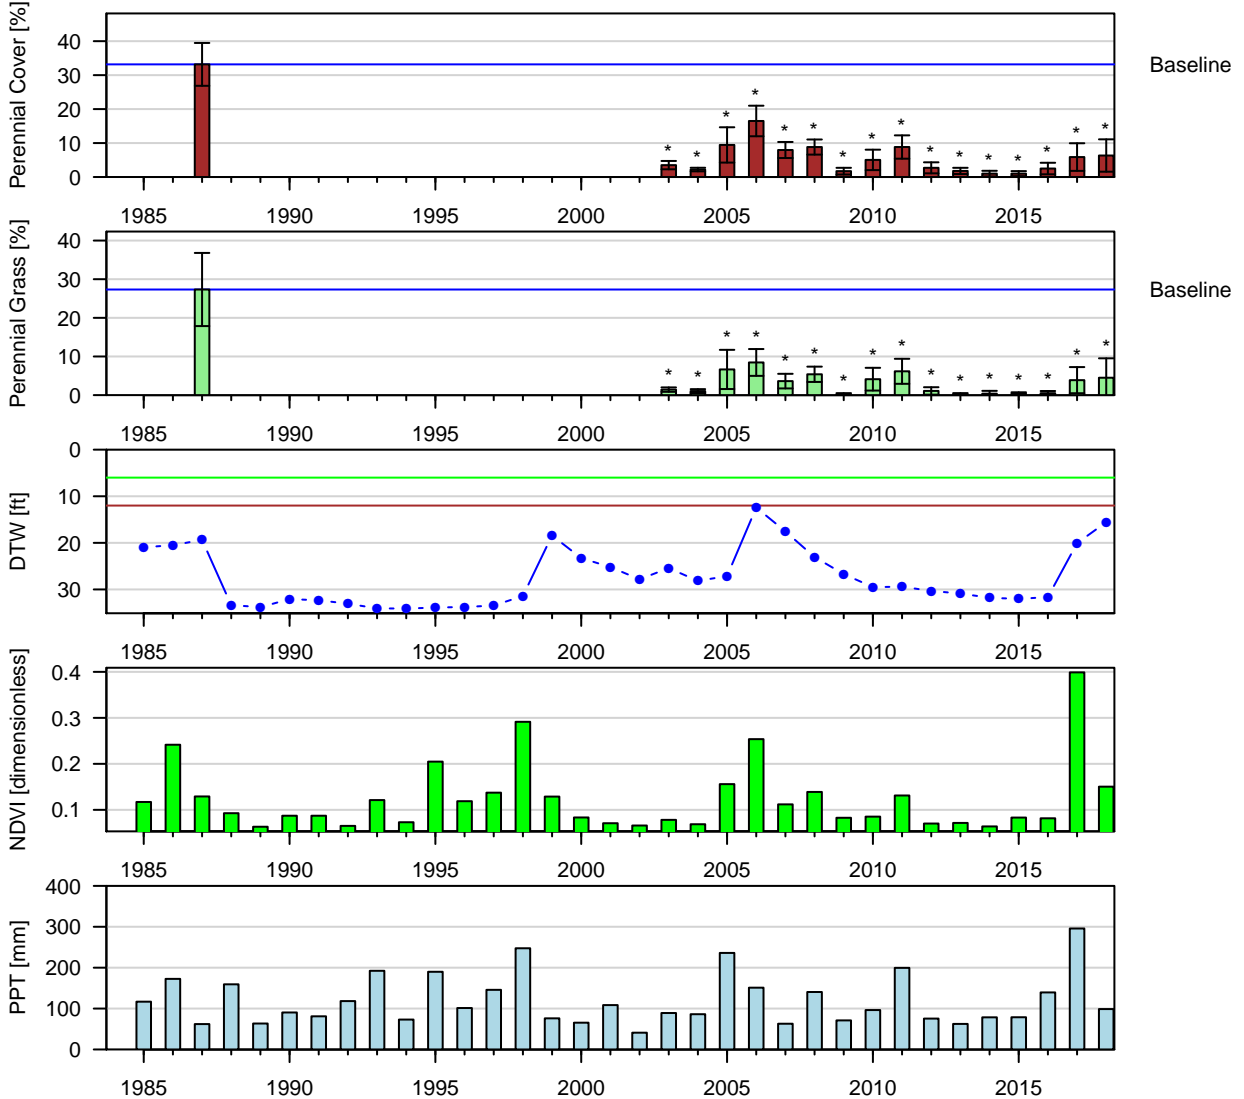 Perennial Cover [%]
40
30
20
10
0
* * * * * * * * * * * * * * * *
Baseline
1985 1990 1995 2000 2005 2010 2015
Perennial Grass [%]
40
30
20
10
0
* * * * * * * * * * * * * * * *
Baseline
1985 1990 1995 2000 2005 2010 2015
DTW [ft]
0
10
20
30
1985 1990 1995 2000 2005 2010 2015
NDVI [dimensionless]
0.4
0.3
0.2
0.1
1985 1990 1995 2000 2005 2010 2015
PPT [mm]
400
300
200
100
0
1985 1990 1995 2000 2005 2010 2015